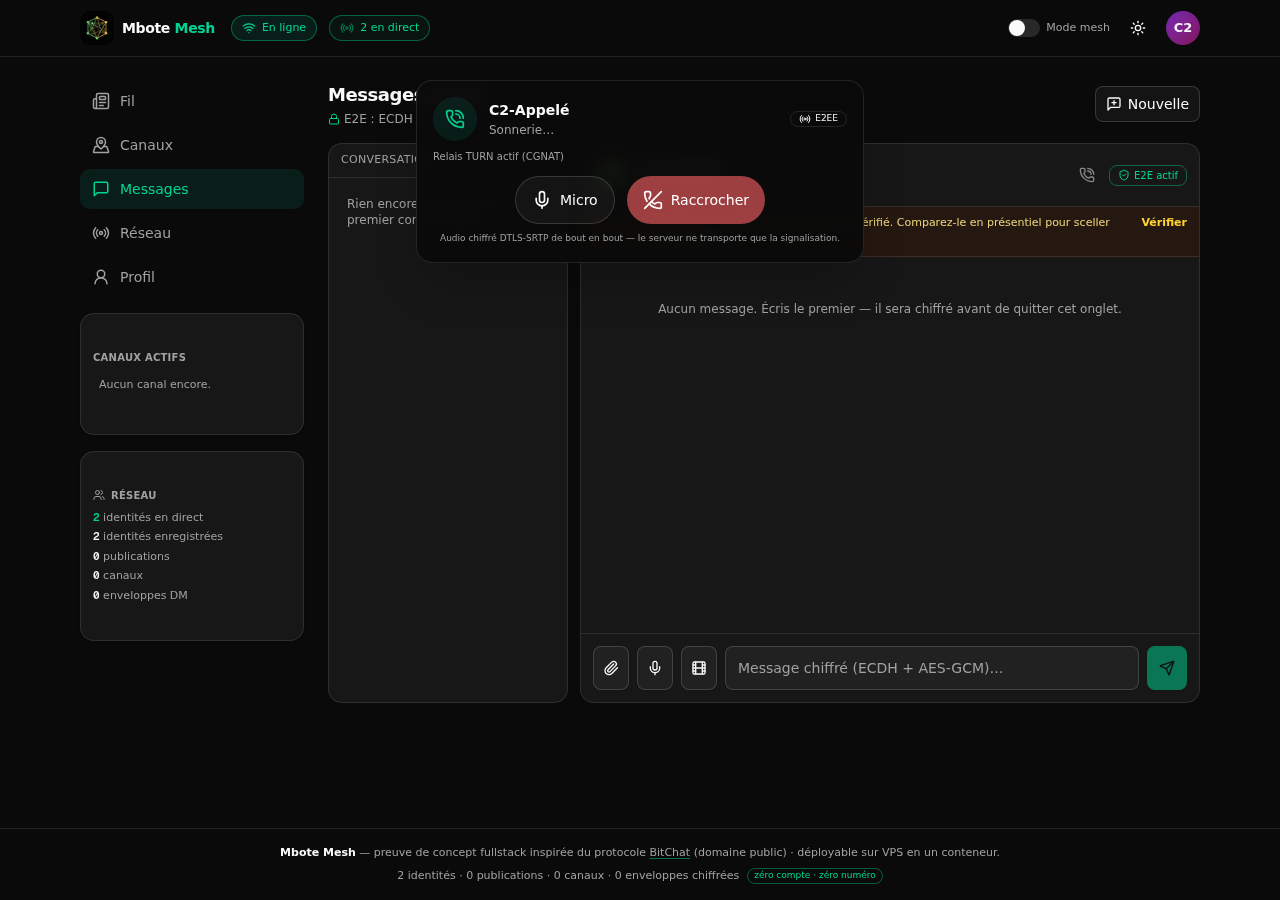 Mbote Mesh
En ligne
2 en direct
Mode mesh
C2
Fil
Canaux
Messages
Réseau
Profil
CANAUX ACTIFS
Aucun canal encore.
RÉSEAU
2 identités en direct
2 identités enregistrées
0 publications
0 canaux
0 enveloppes DM
Messages
E2E : ECDH
Nouvelle
CONVERSATI
Rien encore
premier con
C2-Appelé
Sonnerie…
E2EE
Relais TURN actif (CGNAT)
Micro
Raccrocher
Audio chiffré DTLS-SRTP de bout en bout — le serveur ne transporte que la signalisation.
E2E actif
érifié. Comparez-le en présentiel pour sceller
Vérifier
Aucun message. Écris le premier — il sera chiffré avant de quitter cet onglet.
Message chiffré (ECDH + AES-GCM)…
Mbote Mesh — preuve de concept fullstack inspirée du protocole BitChat (domaine public) · déployable sur VPS en un conteneur.
2 identités · 0 publications · 0 canaux · 0 enveloppes chiffrées
zéro compte · zéro numéro